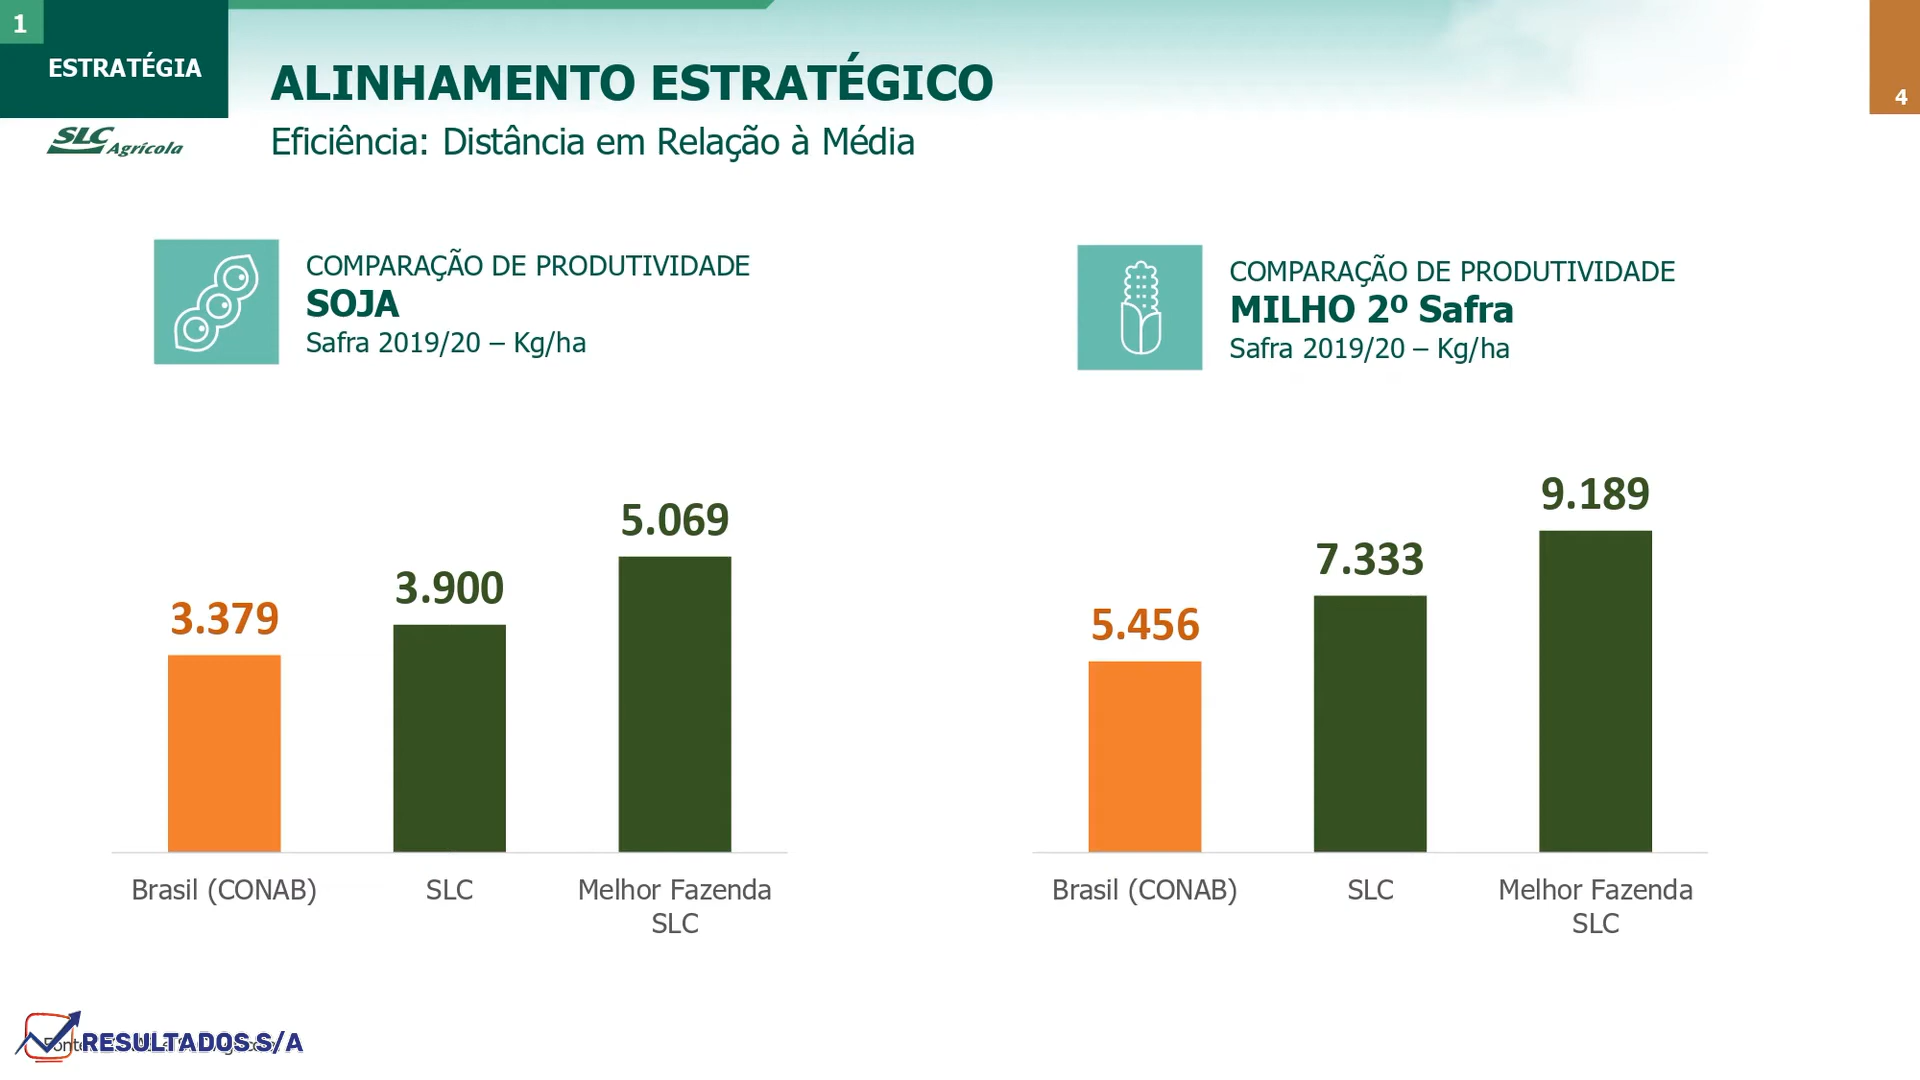 1
ESTRATÉGIA
SLC Agrícola
ALINHAMENTO ESTRATÉGICO
Eficiência: Distância em Relação à Média
4
COMPARAÇÃO DE PRODUTIVIDADE
SOJA
Safra 2019/20 – Kg/ha
3.379
3.900
5.069
Brasil (CONAB)
SLC
Melhor Fazenda
SLC
COMPARAÇÃO DE PRODUTIVIDADE
MILHO 2º Safra
Safra 2019/20 – Kg/ha
5.456
7.333
9.189
Brasil (CONAB)
SLC
Melhor Fazenda
SLC
RESULTADOS S/A